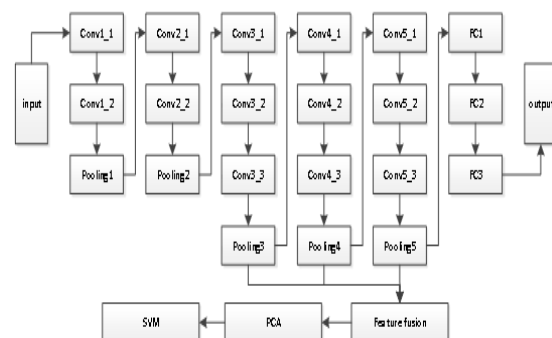 input
Conv1_1
Conv1_2
Pooling1
Conv2_1
Conv2_2
Pooling2
Conv3_1
Conv3_2
Conv3_3
Pooling3
Conv4_1
Conv4_2
Conv4_3
Pooling4
Conv5_1
Conv5_2
Conv5_3
Pooling5
FC1
FC2
FC3
output
SVM
PCA
Feature fusion